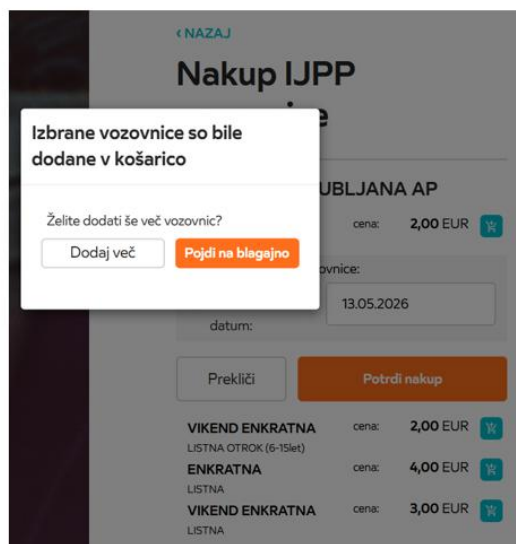 ‹ NAZAJ
Nakup IJPP
Izbrane vozovnice so bile
dodane v košarico
Želite dodati še več vozovnic?
Dodaj več
Pojdi na blagajno
AP
cena: 2,00 EUR
13.05.2026
datum:
Prekliči
Potrdi nakup
VIKEND ENKRATNA cena: 2,00 EUR
LISTNA OTROK (6-15let)
ENKRATNA cena: 4,00 EUR
LISTNA
VIKEND ENKRATNA cena: 3,00 EUR
LISTNA